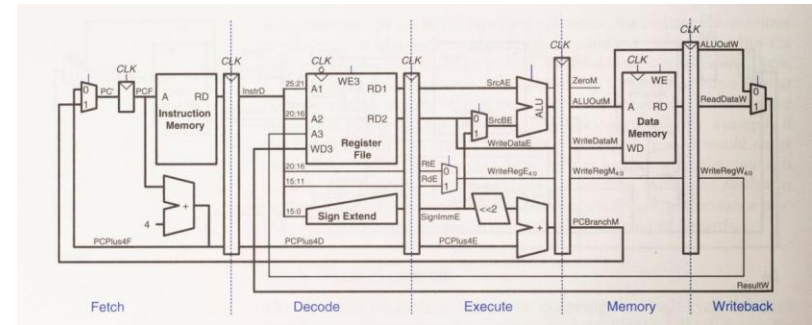 CLK
CLK
CLK
CLK
CLK
CLK
CLK
ALUOutW
CLK
0
1
PC'
PCF
A RD
Instruction
Memory
InstrD
25:21
A1
WE3
RD1
20:16
A2
RD2
A3
WD3
Register
File
SrcAE
ALU
ZeroM
ALUOutM
0
1
SrcBE
WriteDataE
WriteDataM
WE
A RD
Data
Memory
WD
ReadDataW
0
1
20:16
RtE
15:11
RdE
0
1
WriteRegE4:0
WriteRegM4:0
WriteRegW4:0
+
4
15:0
Sign Extend
SignImmE
<<2
+
PCBranchM
PCPlus4F
PCPlus4D
PCPlus4E
ResultW
Fetch
Decode
Execute
Memory
Writeback